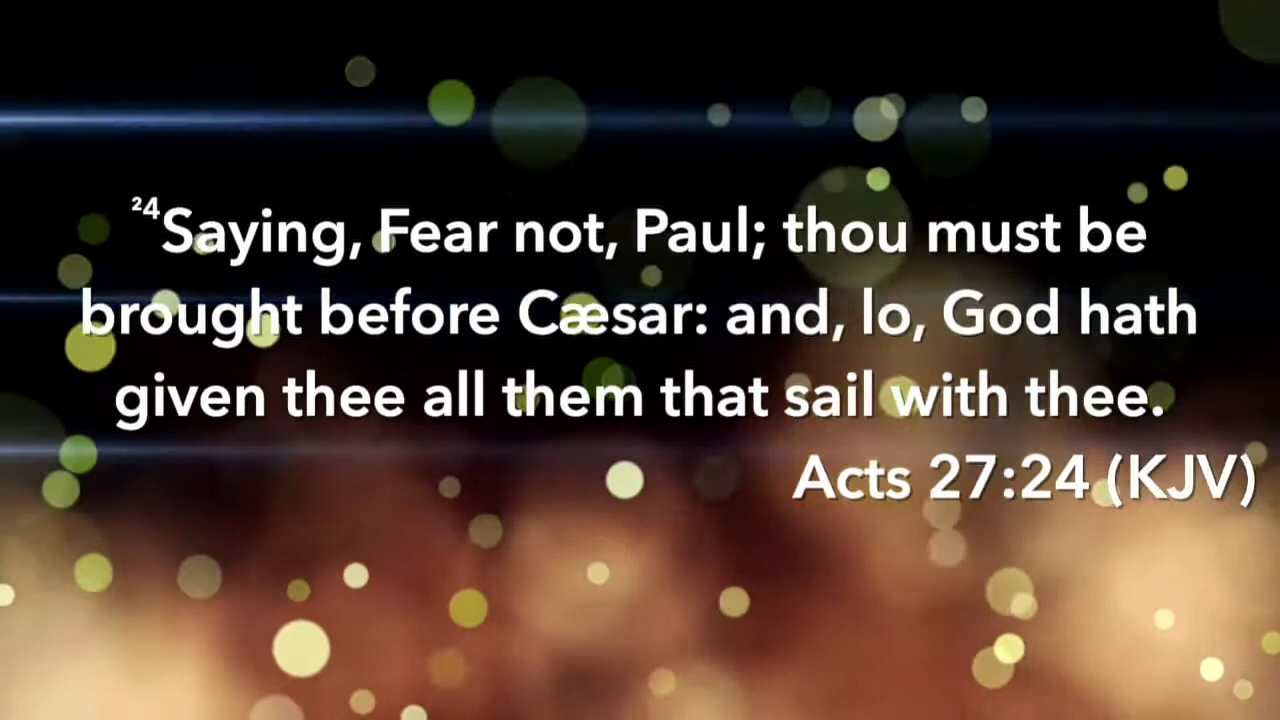 ²⁴Saying, Fear not, Paul; thou must be
brought before Cæsar: and, lo, God hath
given thee all them that sail with thee.
Acts 27:24 (KJV)